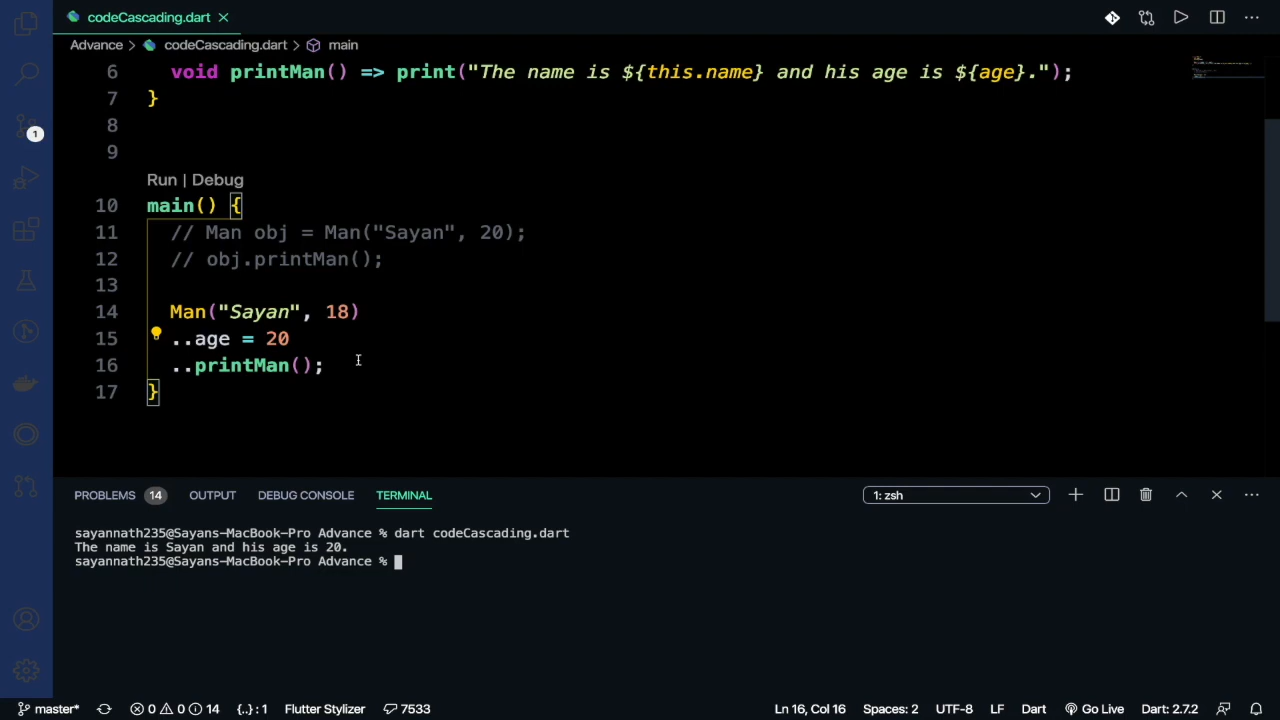 codeCascading.dart
Advance > codeCascading.dart > main
6 void printMan() => print("The name is ${this.name} and his age is ${age}.");
7 }
8
9
Run | Debug
10 main() {
11 // Man obj = Man("Sayan", 20);
12 // obj.printMan();
13
14 Man("Sayan", 18)
15 ..age = 20
16 ..printMan();
17 }
1
PROBLEMS 14 OUTPUT DEBUG CONSOLE TERMINAL 1: zsh
sayannath235@Sayans-MacBook-Pro Advance % dart codeCascading.dart
The name is Sayan and his age is 20.
sayannath235@Sayans-MacBook-Pro Advance %
master* 0 0 14 {..} : 1 Flutter Stylizer 7533 Ln 16, Col 16 Spaces: 2 UTF-8 LF Dart Go Live Dart: 2.7.2